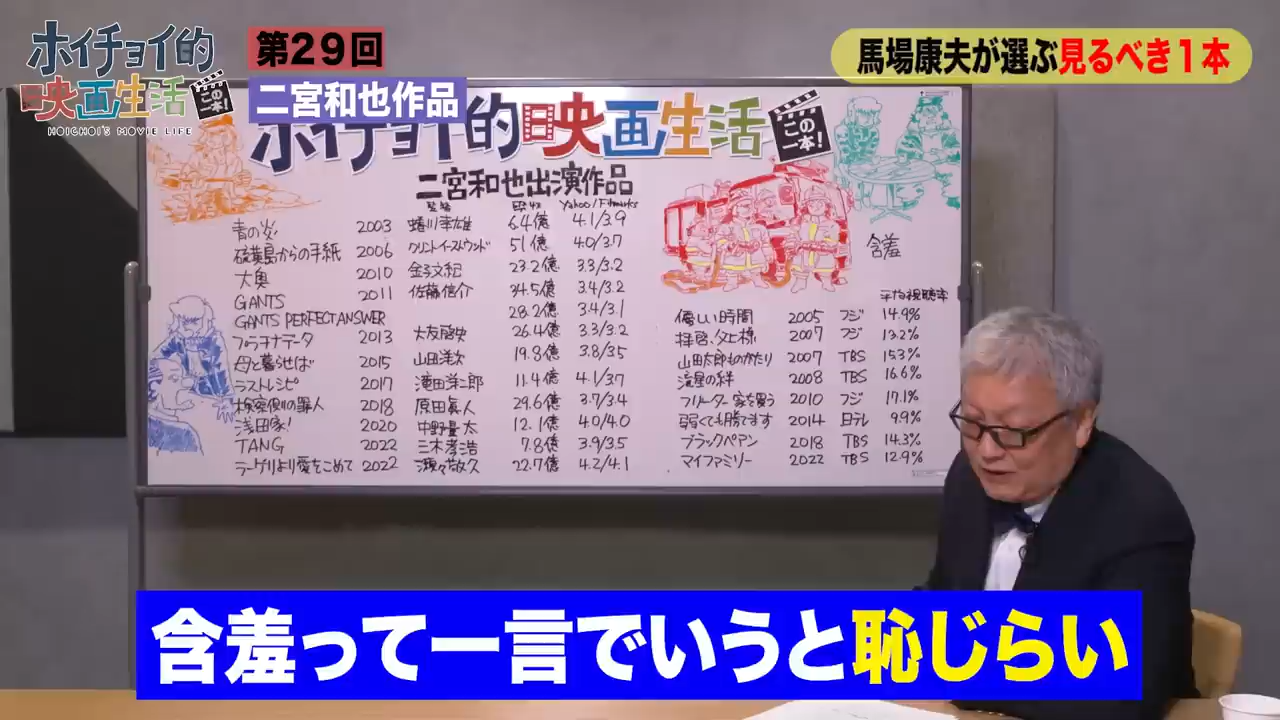 ホイチョイ的
映画生活
この一本!
HOICHOI'S MOVIE LIFE
第29回
二宮和也作品
馬場康夫が選ぶ見るべき1本
ホイチョイ的映画生活
この一本!
二宮和也出演作品
監督 興収 Yahoo/Filmarks
青の炎 2003 蜷川幸雄 6.4億 4.1/3.9
硫黄島からの手紙 2006 クリントイーストウッド 51億 4.0/3.7
大奥 2010 金子文紀 23.2億 3.3/3.2
GANTS 2011 佐藤信介 34.5億 3.4/3.2
GANTS PERFECT ANSWER 28.2億 3.4/3.1
プラチナデータ 2013 大友啓史 26.4億 3.3/3.2
母と暮せば 2015 山田洋次 19.8億 3.8/3.5
ラストレシピ 2017 滝田洋二郎 11.4億 4.1/3.7
検察側の罪人 2018 原田眞人 29.6億 3.7/3.4
浅田家! 2020 中野量太 12.1億 4.0/4.0
TANG 2022 三木孝浩 7.8億 3.9/3.5
ラーゲリより愛をこめて 2022 瀬々敬久 22.7億 4.2/4.1
含羞
平均視聴率
優しい時間 2005 フジ 14.9%
拝啓、父上様 2007 フジ 13.2%
山田太郎ものがたり 2007 TBS 15.3%
流星の絆 2008 TBS 16.6%
フリーター 家を買う 2010 フジ 17.1%
弱くても勝てます 2014 日テレ 9.9%
ブラックペアン 2018 TBS 14.3%
マイファミリー 2022 TBS 12.9%
含羞って一言でいうと恥じらい